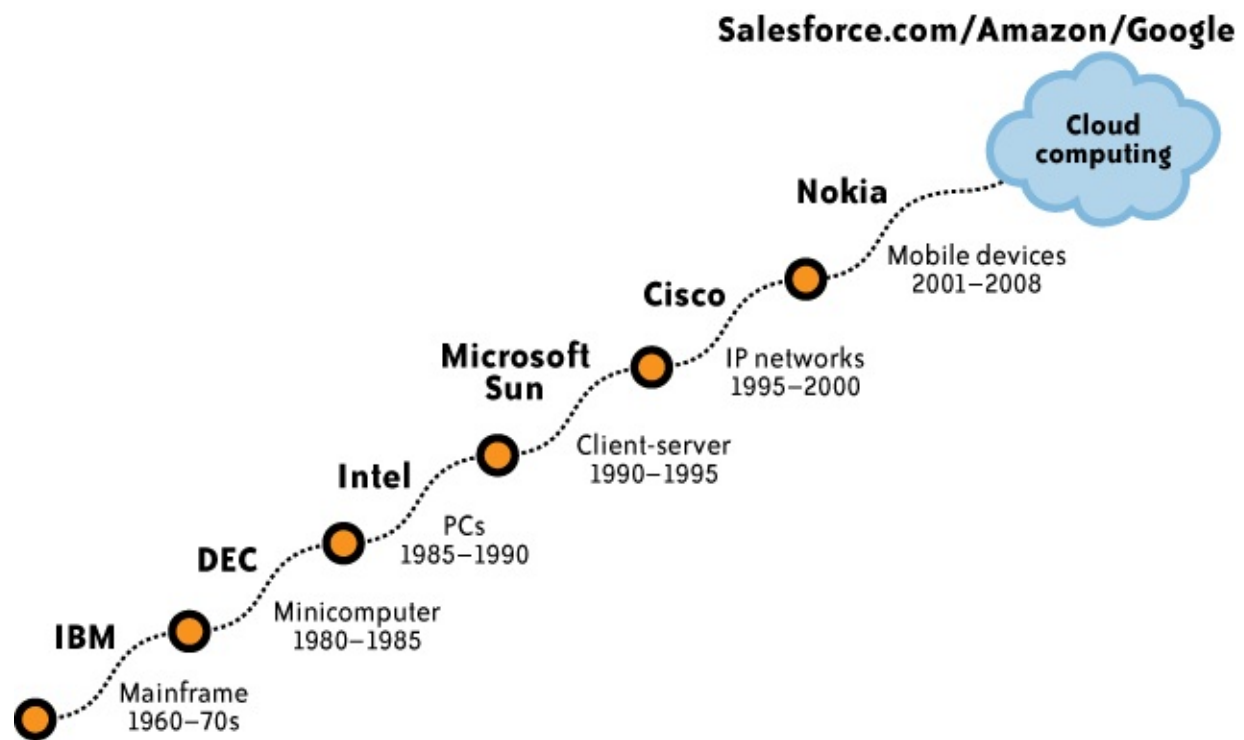 Salesforce.com/Amazon/Google
Cloud
computing
Nokia
Mobile devices
2001–2008
Cisco
IP networks
1995–2000
Microsoft
Sun
Client-server
1990–1995
Intel
PCs
1985–1990
DEC
Minicomputer
1980–1985
IBM
Mainframe
1960–70s